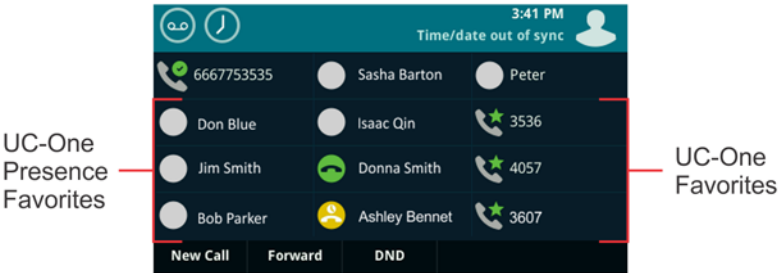 3:41 PM
Time/date out of sync
6667753535 Sasha Barton Peter
Don Blue Isaac Qin 3536
Jim Smith Donna Smith 4057
Bob Parker Ashley Bennet 3607
New Call Forward DND
UC-One
Presence
Favorites
UC-One
Favorites